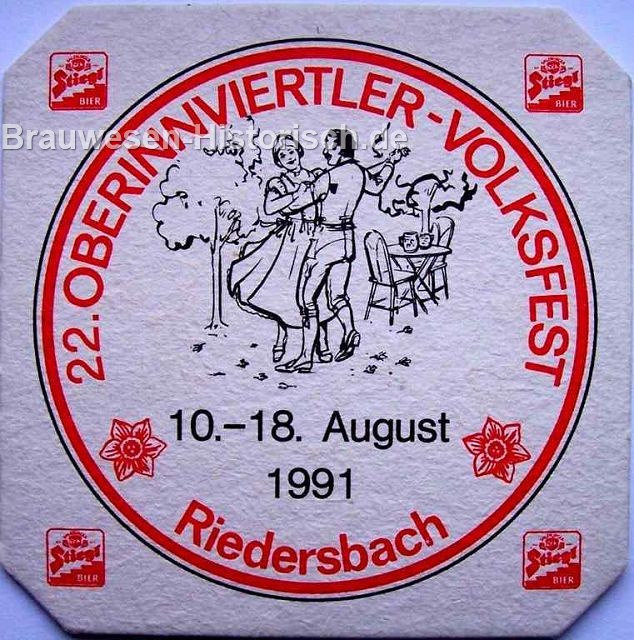 Stiegl
BIER
Stiegl
BIER
Brauwesen-Historisch.de
22. OBERINNVIERTLER-VOLKSFEST
10.–18. August
1991
Riedersbach
Stiegl
BIER
Stiegl
BIER